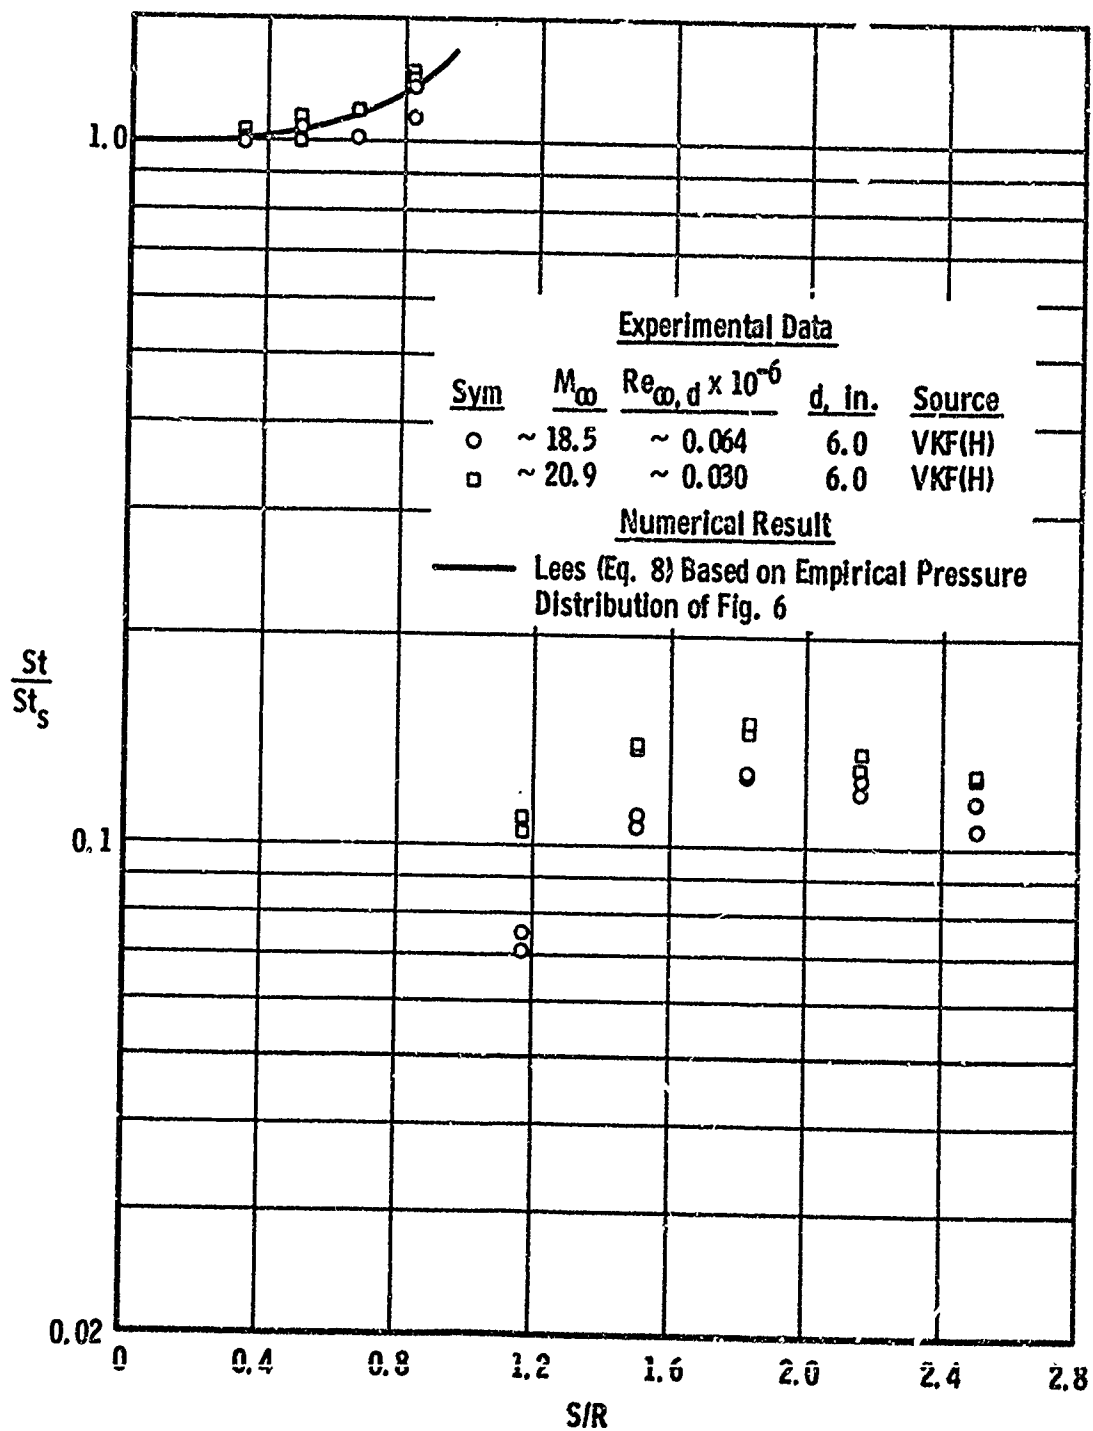 1.0
Experimental Data
Sym M∞ Re∞, d x 10⁻⁶ d, in. Source
○ ~ 18.5 ~ 0.064 6.0 VKF(H)
□ ~ 20.9 ~ 0.030 6.0 VKF(H)
Numerical Result
Lees (Eq. 8) Based on Empirical Pressure
Distribution of Fig. 6
St
St_s
0.1
0.02
0 0.4 0.8 1.2 1.6 2.0 2.4 2.8
S/R